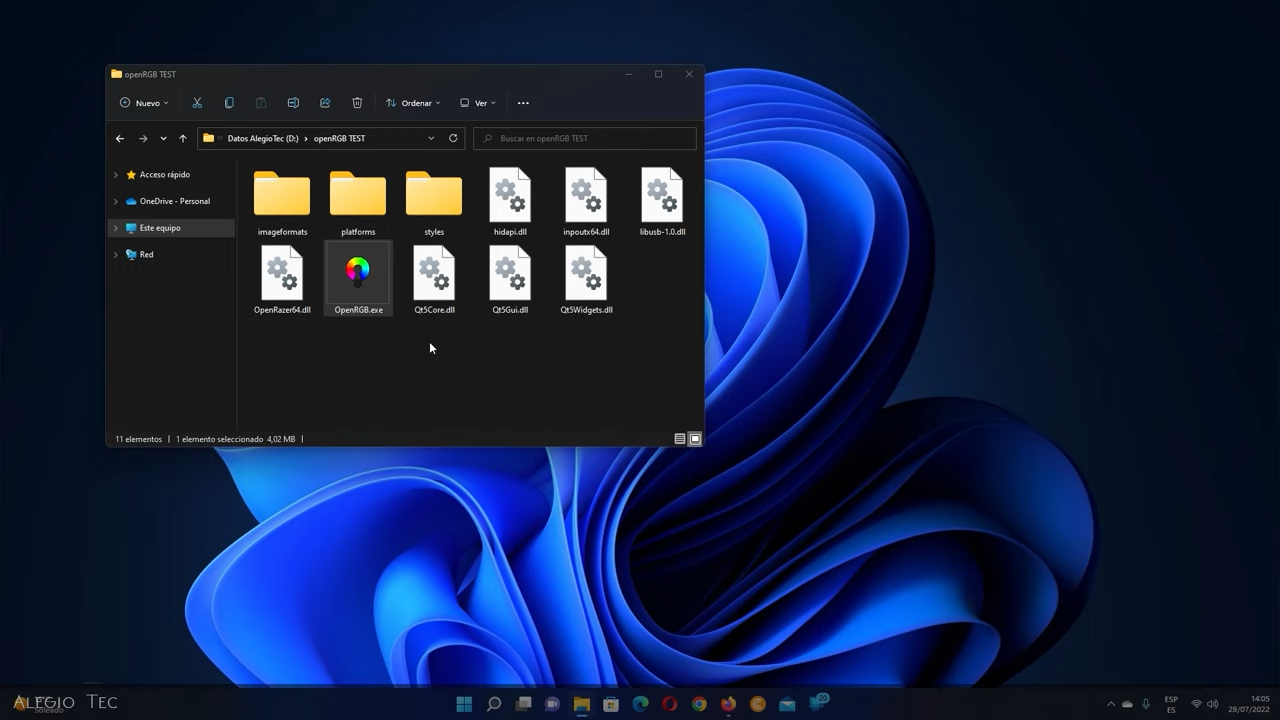 openRGB TEST
Nuevo
Ordenar
Ver
Datos AlegioTec (D:) > openRGB TEST
Buscar en openRGB TEST
Acceso rápido
OneDrive - Personal
Este equipo
Red
imageformats
platforms
styles
hidapi.dll
inpoutx64.dll
libusb-1.0.dll
OpenRazer64.dll
OpenRGB.exe
Qt5Core.dll
Qt5Gui.dll
Qt5Widgets.dll
11 elementos | 1 elemento seleccionado 4,02 MB |
Alegio Tec
Soleado
20
ESP
ES
14:05
29/07/2022